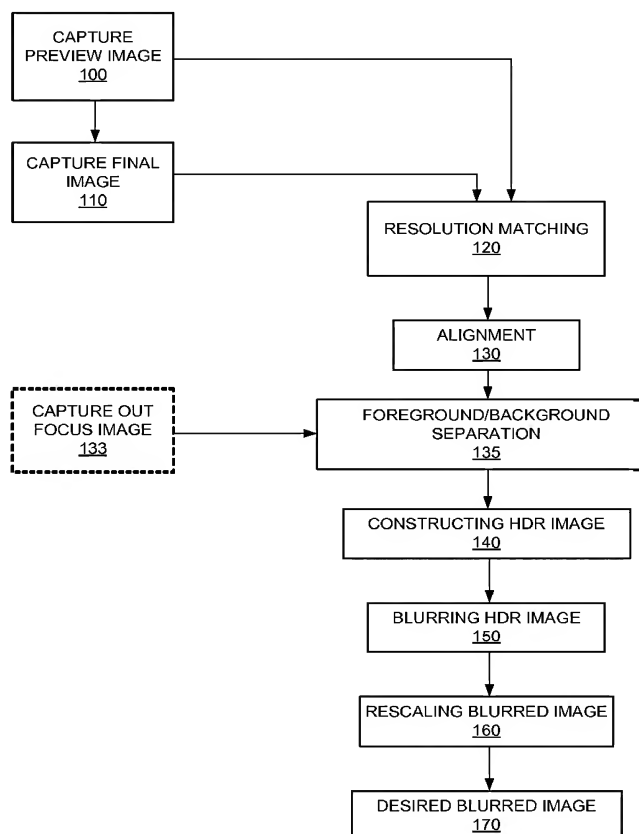 CAPTURE
PREVIEW IMAGE
100
CAPTURE FINAL
IMAGE
110
RESOLUTION MATCHING
120
ALIGNMENT
130
CAPTURE OUT
FOCUS IMAGE
133
FOREGROUND/BACKGROUND
SEPARATION
135
CONSTRUCTING HDR IMAGE
140
BLURRING HDR IMAGE
150
RESCALING BLURRED IMAGE
160
DESIRED BLURRED IMAGE
170